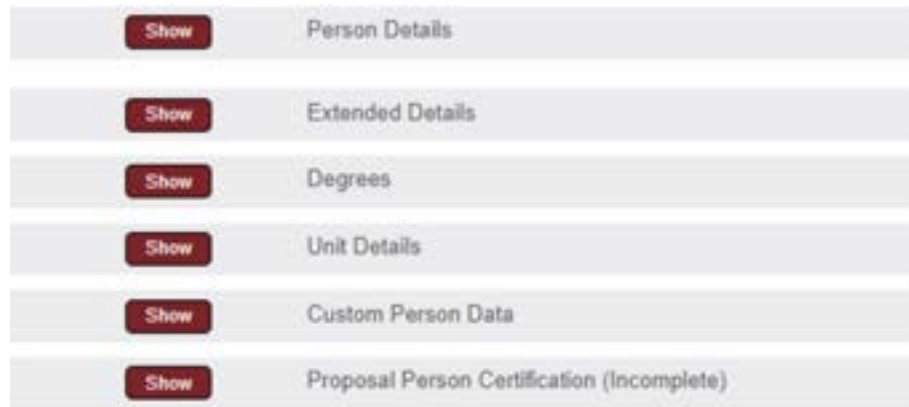 Show Person Details
Show Extended Details
Show Degrees
Show Unit Details
Show Custom Person Data
Show Proposal Person Certification (Incomplete)